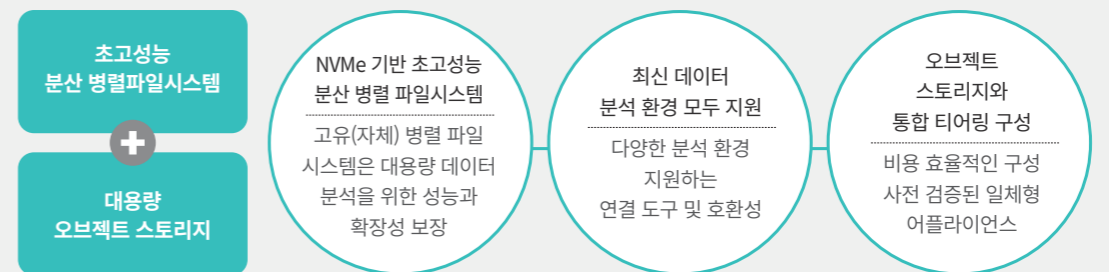 초고성능
분산 병렬파일시스템
대용량
오브젝트 스토리지
NVMe 기반 초고성능
분산 병렬 파일시스템
고유(자체) 병렬 파일
시스템은 대용량 데이터
분석을 위한 성능과
확장성 보장
최신 데이터
분석 환경 모두 지원
다양한 분석 환경
지원하는
연결 도구 및 호환성
오브젝트
스토리지와
통합 티어링 구성
비용 효율적인 구성
사전 검증된 일체형
어플라이언스